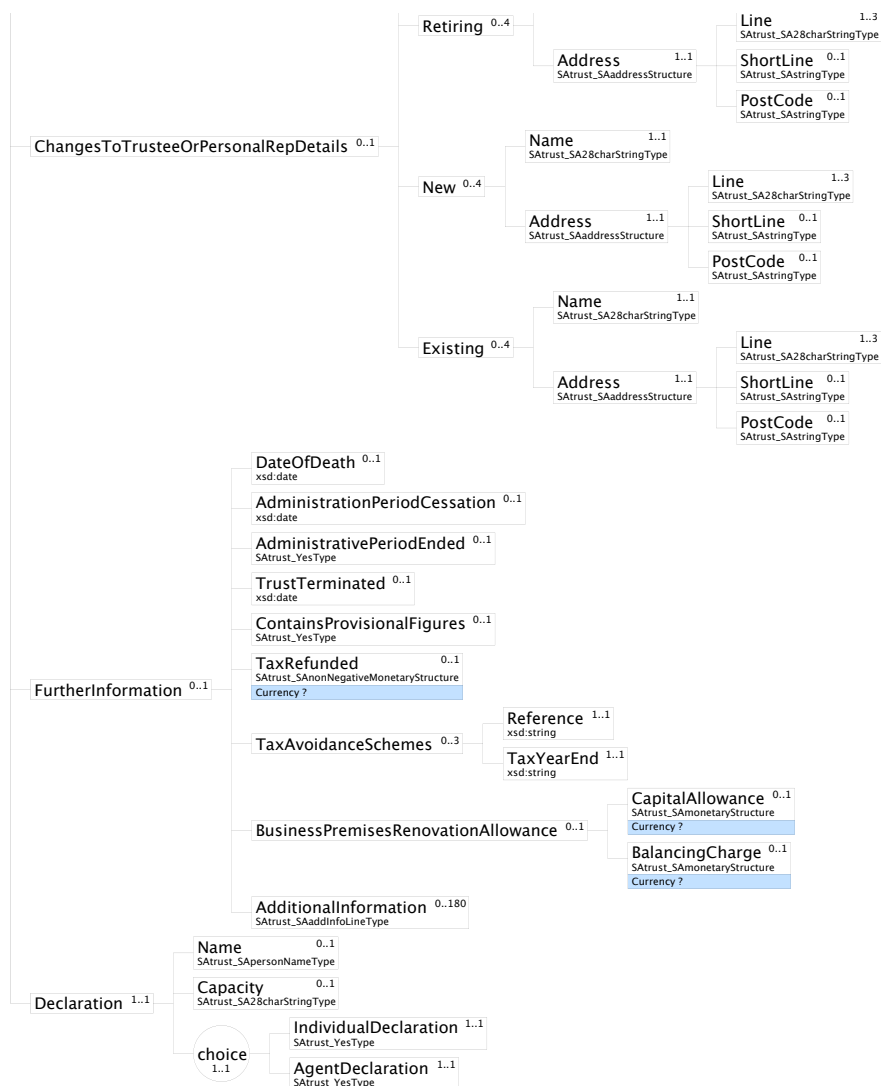 Retiring 0..4
Address 1..1
SAtrust_SAaddressStructure
Line 1..3
SAtrust_SA28charStringType
ShortLine 0..1
SAtrust_SAstringType
PostCode 0..1
SAtrust_SAstringType
ChangesToTrusteeOrPersonalRepDetails 0..1
New 0..4
Name 1..1
SAtrust_SA28charStringType
Address 1..1
SAtrust_SAaddressStructure
Line 1..3
SAtrust_SA28charStringType
ShortLine 0..1
SAtrust_SAstringType
PostCode 0..1
SAtrust_SAstringType
Existing 0..4
Name 1..1
SAtrust_SA28charStringType
Address 1..1
SAtrust_SAaddressStructure
Line 1..3
SAtrust_SA28charStringType
ShortLine 0..1
SAtrust_SAstringType
PostCode 0..1
SAtrust_SAstringType
FurtherInformation 0..1
DateOfDeath 0..1
xsd:date
AdministrationPeriodCessation 0..1
xsd:date
AdministrativePeriodEnded 0..1
SAtrust_YesType
TrustTerminated 0..1
xsd:date
ContainsProvisionalFigures 0..1
SAtrust_YesType
TaxRefunded 0..1
SAtrust_SAnonNegativeMonetaryStructure
Currency ?
TaxAvoidanceSchemes 0..3
Reference 1..1
xsd:string
TaxYearEnd 1..1
xsd:string
BusinessPremisesRenovationAllowance 0..1
CapitalAllowance 0..1
SAtrust_SAmonetaryStructure
Currency ?
BalancingCharge 0..1
SAtrust_SAmonetaryStructure
Currency ?
AdditionalInformation 0..180
SAtrust_SAaddInfoLineType
Declaration 1..1
Name 0..1
SAtrust_SApersonNameType
Capacity 0..1
SAtrust_SA28charStringType
choice
1..1
IndividualDeclaration 1..1
SAtrust_YesType
AgentDeclaration 1..1
SAtrust_YesType